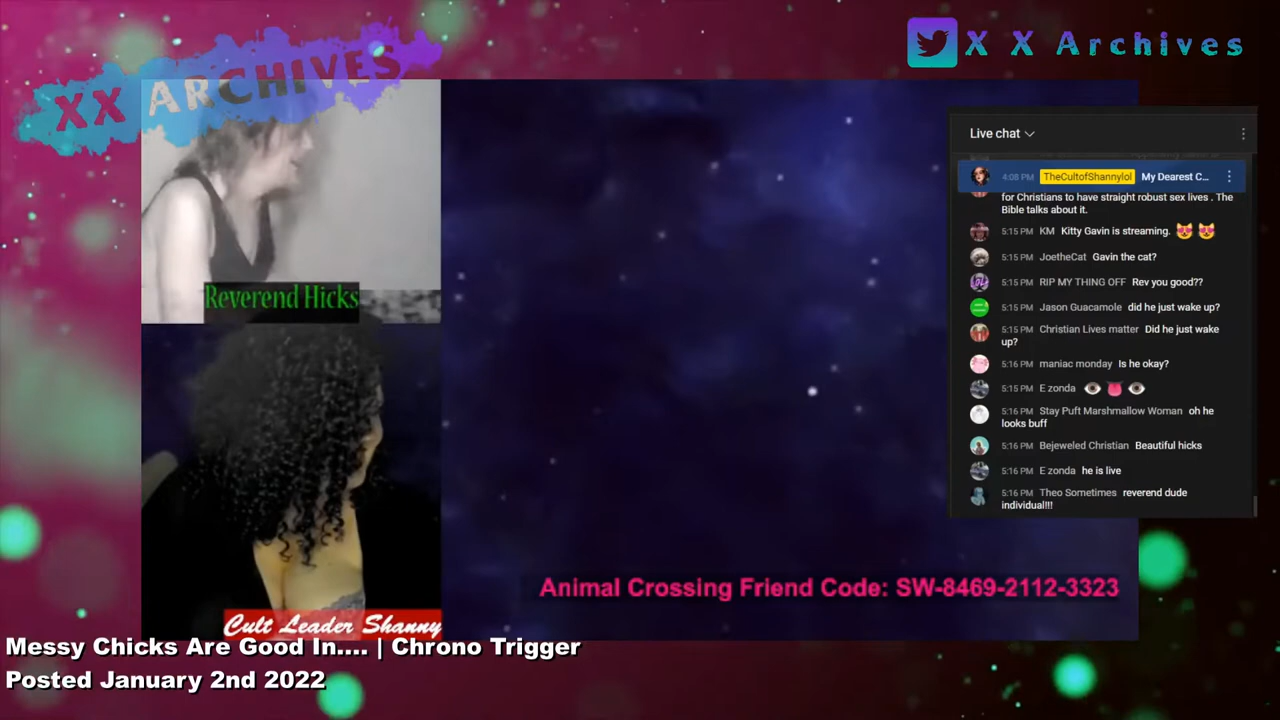 XX ARCHIVES
X X Archives
Live chat
4:08 PM TheCultofShannylol My Dearest C...
for Christians to have straight robust sex lives . The
Bible talks about it.
5:15 PM KM Kitty Gavin is streaming. 😻 😻
5:15 PM JoetheCat Gavin the cat?
5:15 PM RIP MY THING OFF Rev you good??
5:15 PM Jason Guacamole did he just wake up?
5:15 PM Christian Lives matter Did he just wake
up?
5:16 PM maniac monday Is he okay?
5:15 PM E zonda 👁 👅 👁
5:16 PM Stay Puft Marshmallow Woman oh he
looks buff
5:16 PM Bejeweled Christian Beautiful hicks
5:16 PM E zonda he is live
5:16 PM Theo Sometimes reverend dude
individual!!!
Reverend Hicks
Cult Leader Shanny
Animal Crossing Friend Code: SW-8469-2112-3323
Messy Chicks Are Good In.... | Chrono Trigger
Posted January 2nd 2022